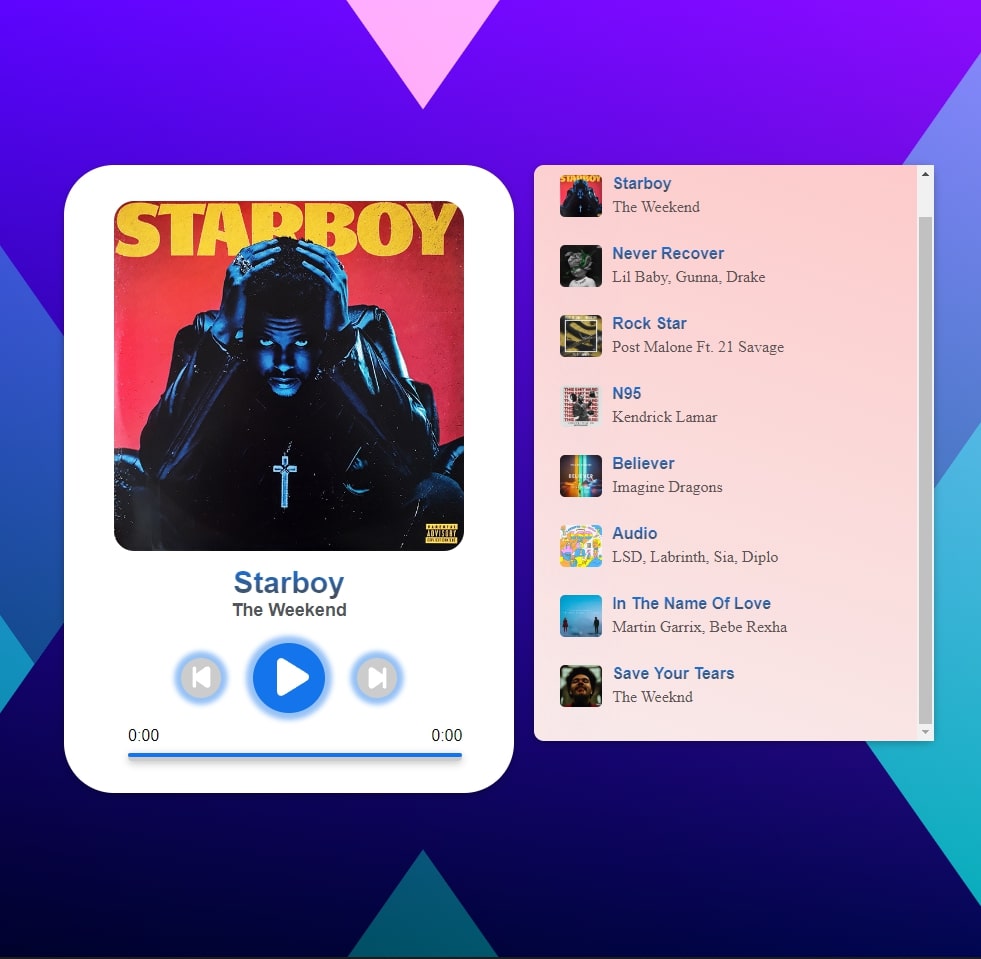 STARBOY
PARENTAL
ADVISORY
EXPLICIT CONTENT
Starboy
The Weekend
0:00
0:00
STARBOY
Starboy
The Weekend
Never Recover
Lil Baby, Gunna, Drake
Rock Star
Post Malone Ft. 21 Savage
N95
Kendrick Lamar
BELIEVER
Believer
Imagine Dragons
Audio
LSD, Labrinth, Sia, Diplo
In The Name Of Love
Martin Garrix, Bebe Rexha
Save Your Tears
The Weeknd